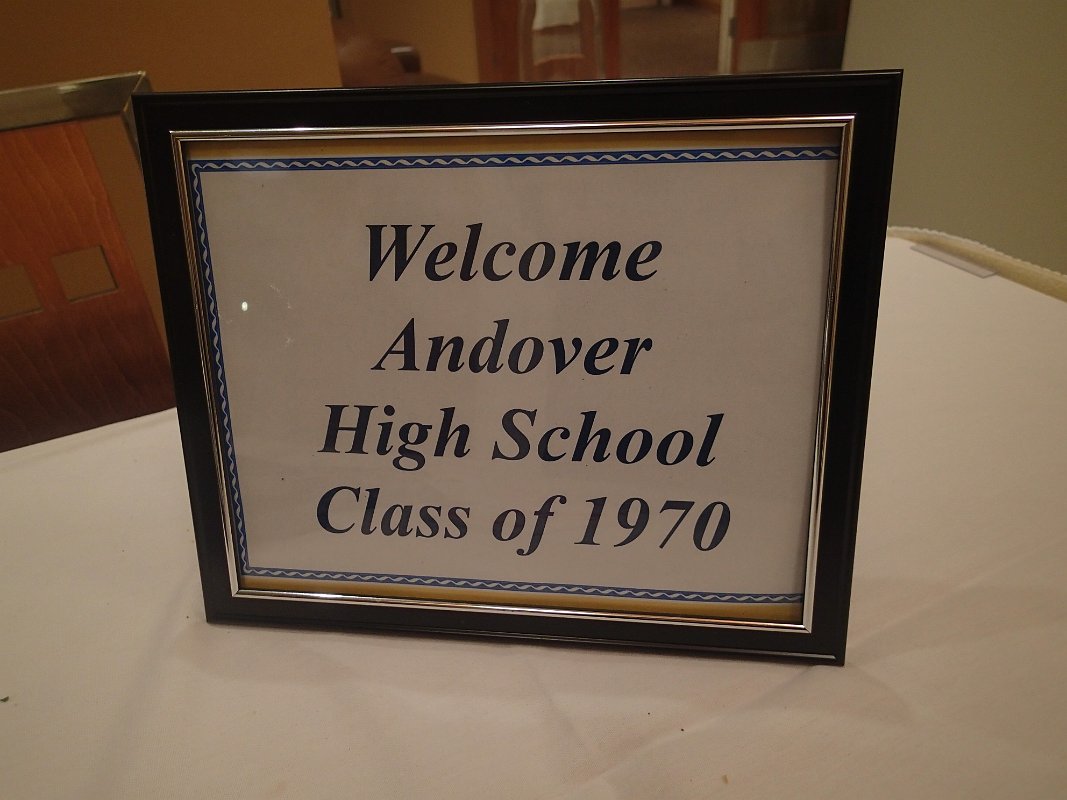 Welcome
Andover
High School
Class of 1970